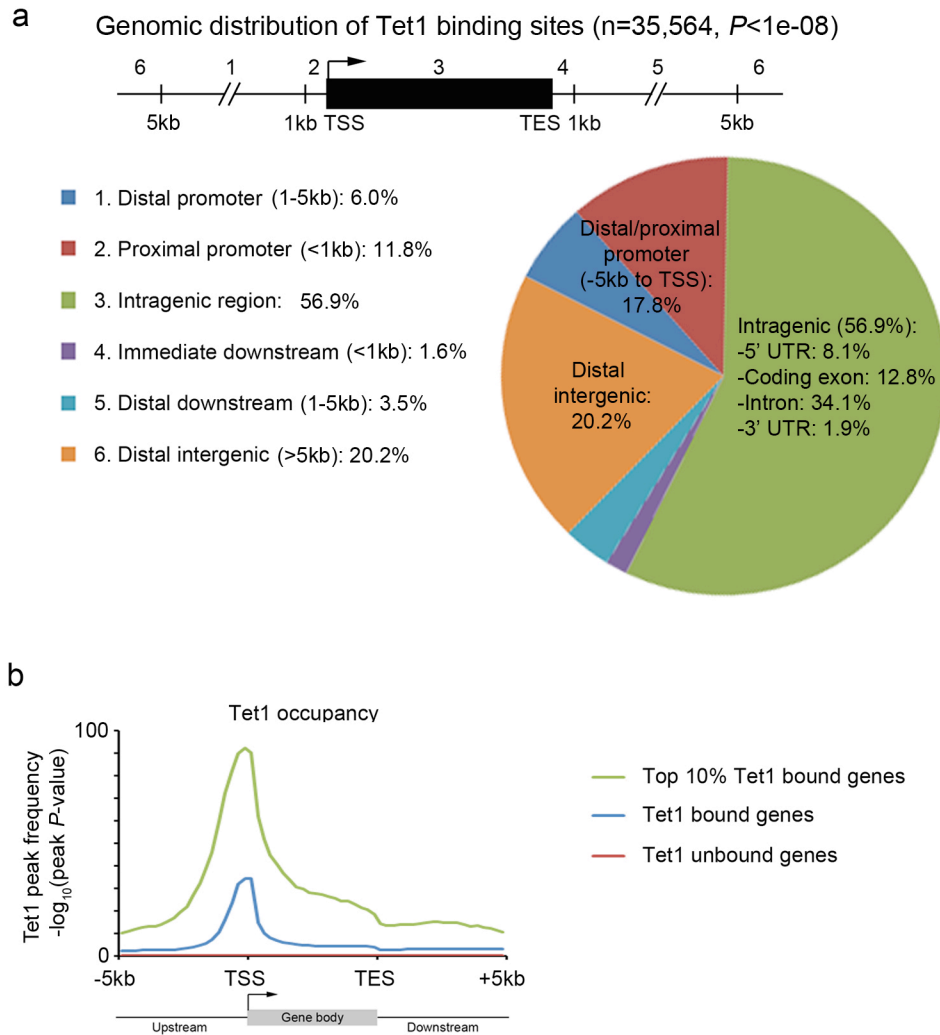 a
Genomic distribution of Tet1 binding sites (n=35,564, P<1e-08)
6 1 2 3 4 5 6
5kb 1kb TSS TES 1kb 5kb
1. Distal promoter (1-5kb): 6.0%
2. Proximal promoter (<1kb): 11.8%
3. Intragenic region: 56.9%
4. Immediate downstream (<1kb): 1.6%
5. Distal downstream (1-5kb): 3.5%
6. Distal intergenic (>5kb): 20.2%
Distal/proximal
promoter
(-5kb to TSS):
17.8%
Intragenic (56.9%):
-5' UTR: 8.1%
-Coding exon: 12.8%
-Intron: 34.1%
-3' UTR: 1.9%
Distal
intergenic:
20.2%
b
Tet1 occupancy
Tet1 peak frequency
-log10(peak P-value)
100
0
-5kb TSS TES +5kb
Upstream Gene body Downstream
Top 10% Tet1 bound genes
Tet1 bound genes
Tet1 unbound genes